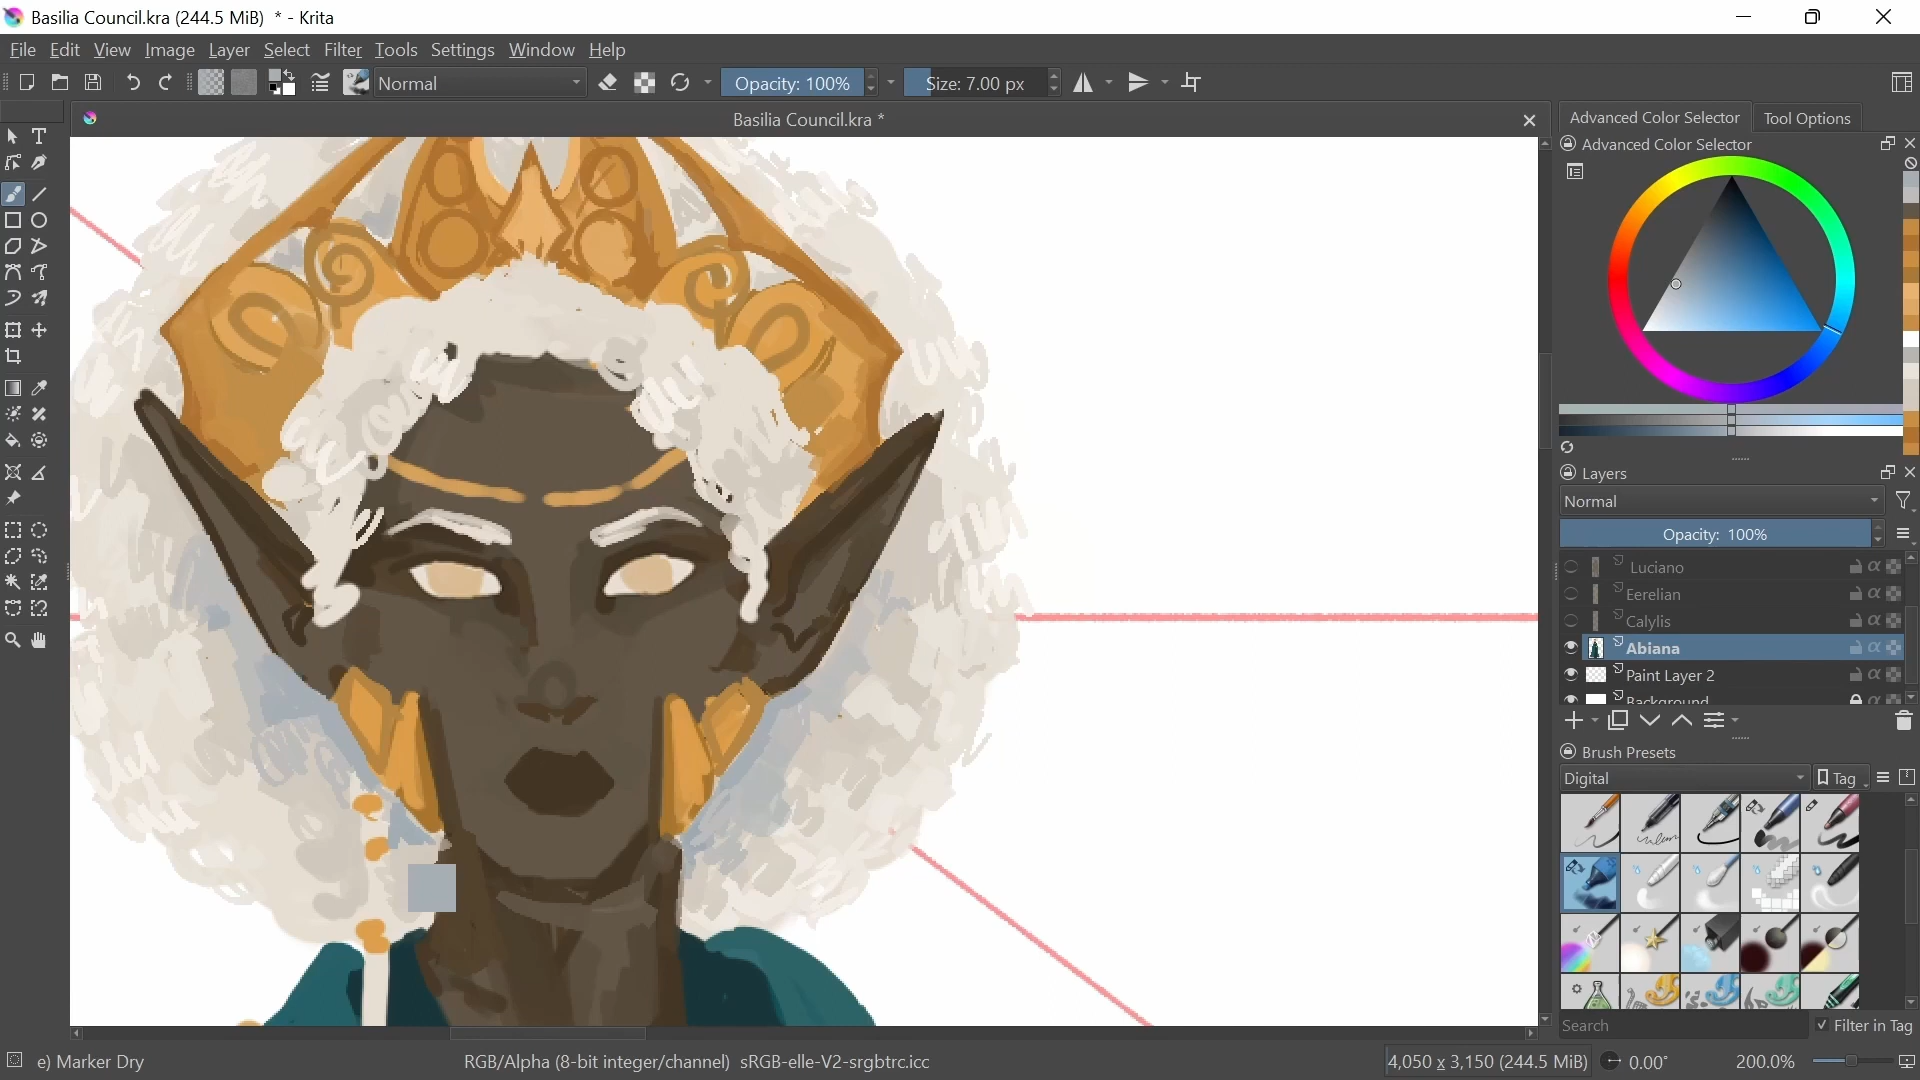 Basilia Council.kra (244.5 MiB) * - Krita
File Edit View Image Layer Select Filter Tools Settings Window Help
Normal Opacity: 100% Size: 7.00 px
Basilia Council.kra *
Advanced Color Selector Tool Options
Advanced Color Selector
Layers
Normal
Opacity: 100%
Luciano
Eerelian
Calylis
Abiana
Paint Layer 2
Background
Brush Presets
Digital Tag
Search Filter in Tag
e) Marker Dry RGB/Alpha (8-bit integer/channel) sRGB-elle-V2-srgbtrc.icc 4,050 x 3,150 (244.5 MiB) 0.00° 200.0%